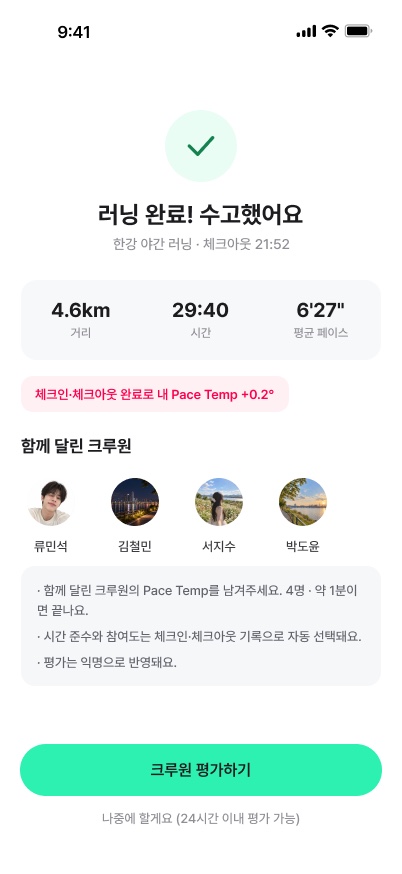 9:41
러닝 완료! 수고했어요
한강 야간 러닝 · 체크아웃 21:52
4.6km 29:40 6'27"
거리 시간 평균 페이스
체크인·체크아웃 완료로 내 Pace Temp +0.2°
함께 달린 크루원
류민석 김철민 서지수 박도윤
· 함께 달린 크루원의 Pace Temp를 남겨주세요. 4명 · 약 1분이
면 끝나요.
· 시간 준수와 참여도는 체크인·체크아웃 기록으로 자동 선택돼요.
· 평가는 익명으로 반영돼요.
크루원 평가하기
나중에 할게요 (24시간 이내 평가 가능)